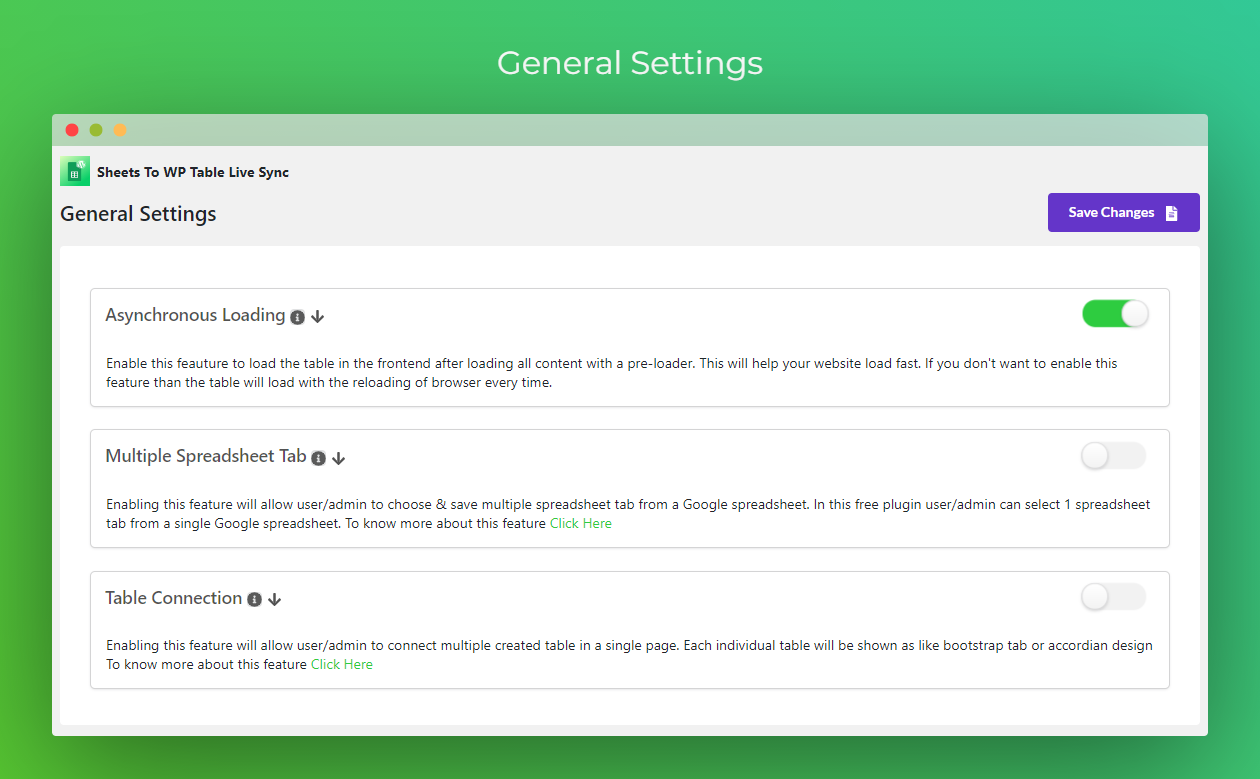 General Settings
Sheets To WP Table Live Sync
General Settings
Save Changes
Asynchronous Loading
Enable this feauture to load the table in the frontend after loading all content with a pre-loader. This will help your website load fast. If you don't want to enable this
feature than the table will load with the reloading of browser every time.
Multiple Spreadsheet Tab
Enabling this feature will allow user/admin to choose & save multiple spreadsheet tab from a Google spreadsheet. In this free plugin user/admin can select 1 spreadsheet
tab from a single Google spreadsheet. To know more about this feature Click Here
Table Connection
Enabling this feature will allow user/admin to connect multiple created table in a single page. Each individual table will be shown as like bootstrap tab or accordian design
To know more about this feature Click Here